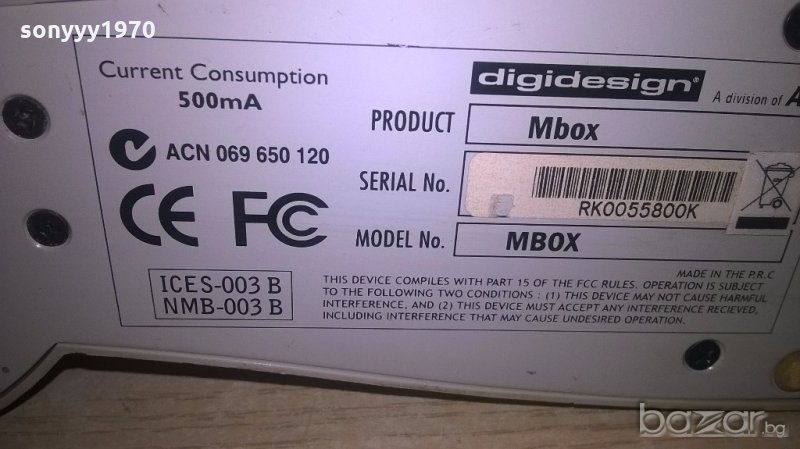 sonyyy1970
Current Consumption
500mA
ACN 069 650 120
CE FC
ICES-003 B
NMB-003 B
digidesign®
A division of A
PRODUCT Mbox
SERIAL No. RK0055800K
MODEL No. MBOX
MADE IN THE P.R.C
THIS DEVICE COMPILES WITH PART 15 OF THE FCC RULES. OPERATION IS SUBJECT
TO THE FOLLOWING TWO CONDITIONS : (1) THIS DEVICE MAY NOT CAUSE HARMFUL
INTERFERENCE, AND (2) THIS DEVICE MUST ACCEPT ANY INTERFERENCE RECIEVED,
INCLUDING INTERFERENCE THAT MAY CAUSE UNDESIRED OPERATION.
bazar.bg